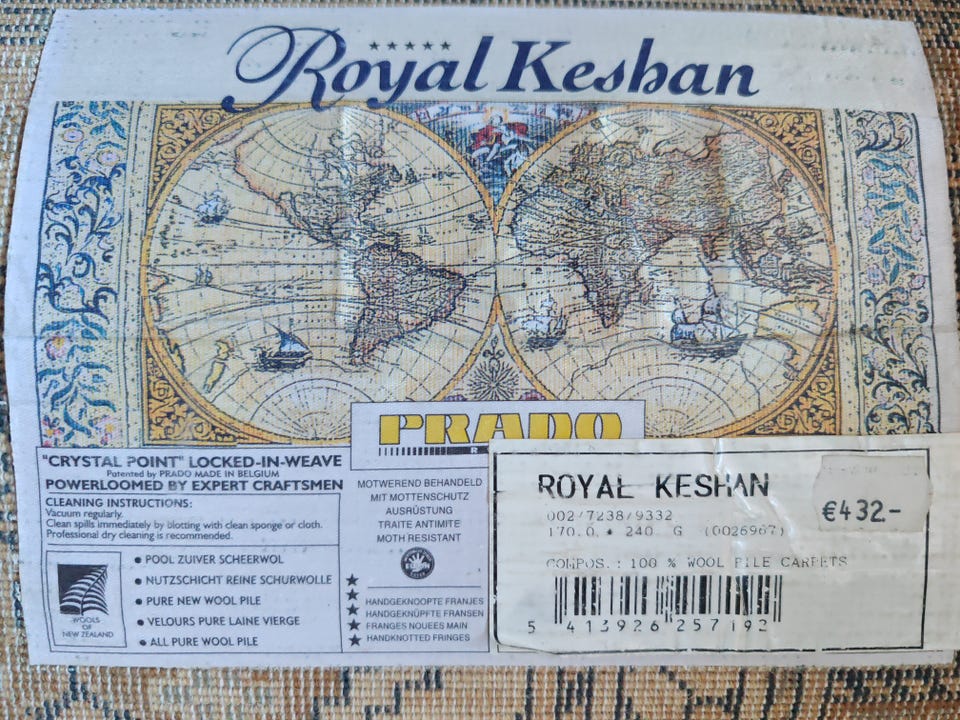 ★★★★★
Royal Keshan
PRADO
R
"CRYSTAL POINT" LOCKED-IN-WEAVE
Patented by PRADO MADE IN BELGIUM
POWERLOOMED BY EXPERT CRAFTSMEN
CLEANING INSTRUCTIONS:
Vacuum regularly.
Clean spills immediately by blotting with clean sponge or cloth.
Professional dry cleaning is recommended.
WOOLS
OF
NEW ZEALAND
● POOL ZUIVER SCHEERWOL
● NUTZSCHICHT REINE SCHURWOLLE
● PURE NEW WOOL PILE
● VELOURS PURE LAINE VIERGE
● ALL PURE WOOL PILE
MOTWEREND BEHANDELD
MIT MOTTENSCHUTZ
AUSRÜSTUNG
TRAITE ANTIMITE
MOTH RESISTANT
★ HANDGEKNOOPTE FRANJES
★ HANDGEKNÜPFTE FRANSEN
★ FRANGES NOUEES MAIN
★ HANDKNOTTED FRINGES
ROYAL KESHAN
002/7238/9332
170.0 * 240 G (0026967)
COMPOS.: 100 % WOOL PILE CARPETS
5 413926 257192
€432.-